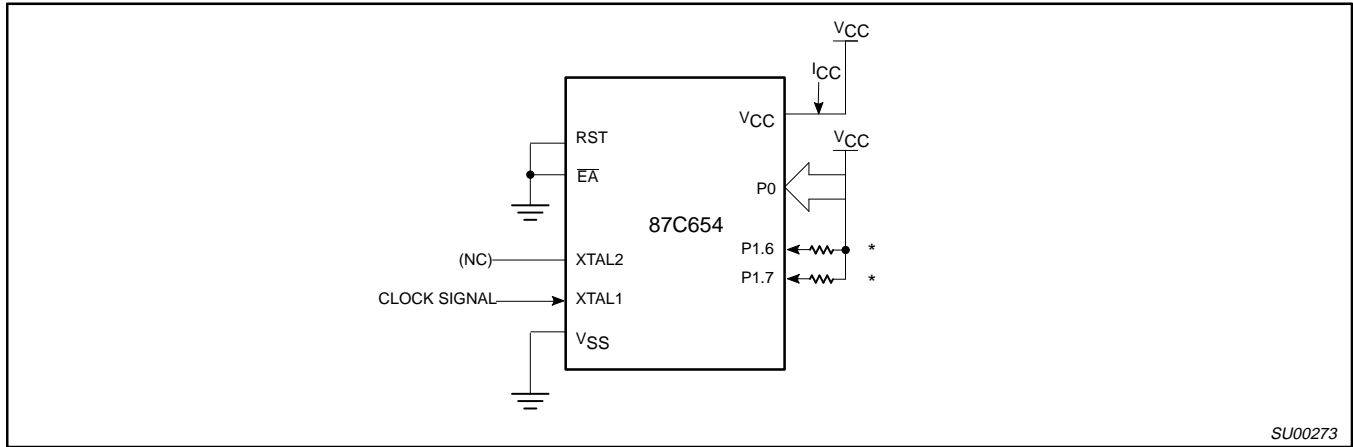 VCC
ICC
VCC
VCC
RST
EA
P0
87C654
P1.6 *
(NC) XTAL2
P1.7 *
CLOCK SIGNAL XTAL1
VSS
SU00273